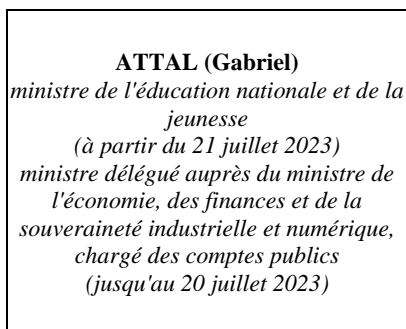 ATTAL (Gabriel)
ministre de l'éducation nationale et de la
jeunesse
(à partir du 21 juillet 2023)
ministre délégué auprès du ministre de
l'économie, des finances et de la
souveraineté industrielle et numérique,
chargé des comptes publics
(jusqu'au 20 juillet 2023)